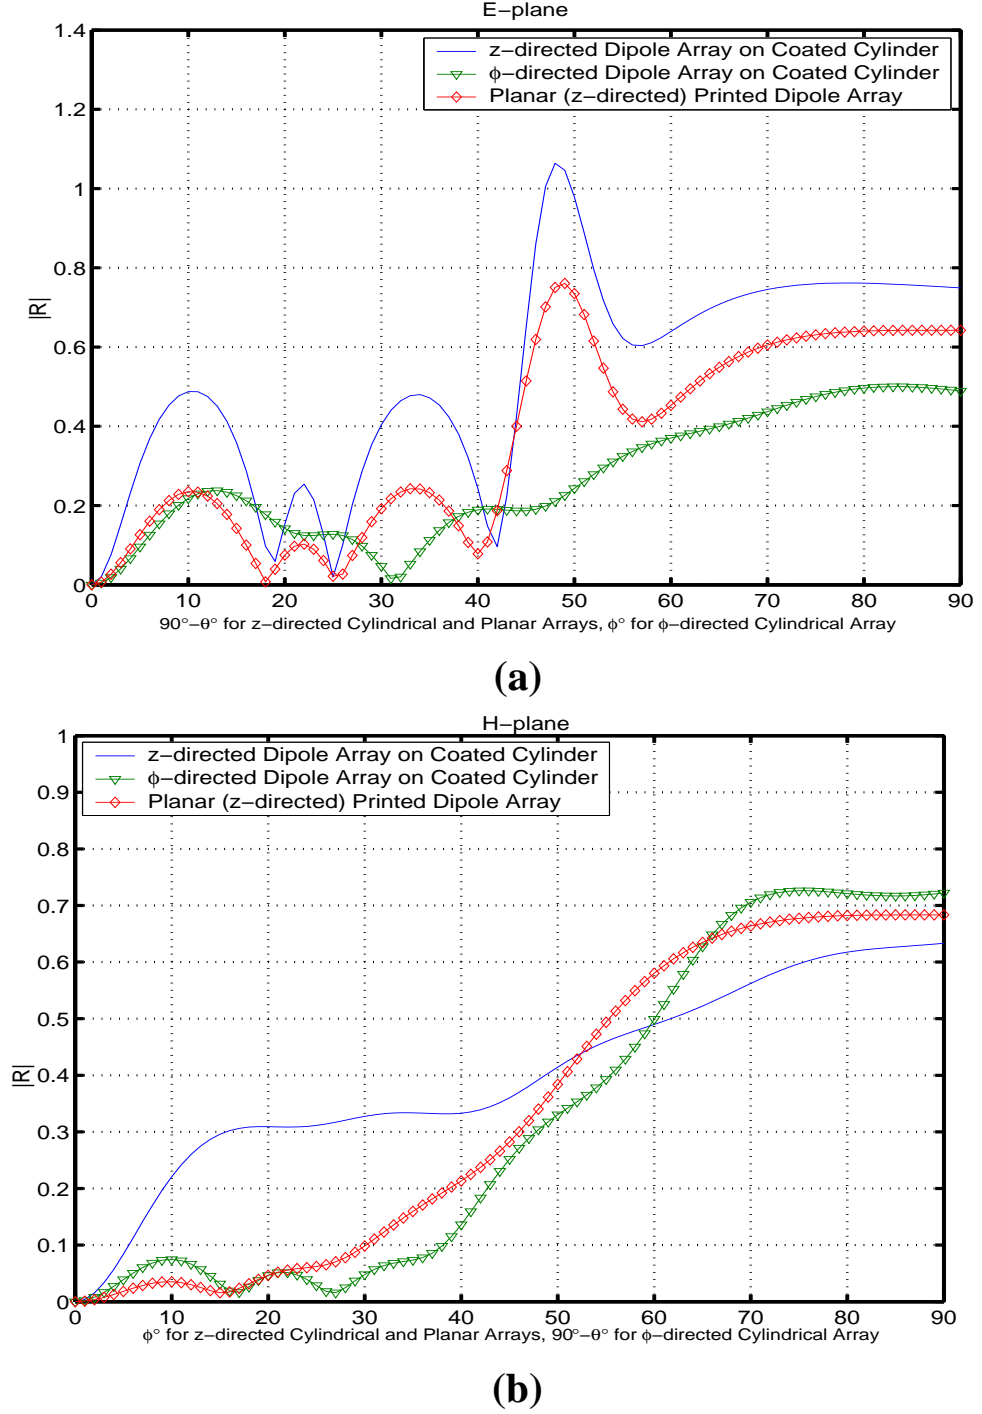 E−plane
1.4
1.2
1
0.8
0.6
0.4
0.2
0
|R|
z−directed Dipole Array on Coated Cylinder
ϕ−directed Dipole Array on Coated Cylinder
Planar (z−directed) Printed Dipole Array
0 10 20 30 40 50 60 70 80 90
90°−θ° for z−directed Cylindrical and Planar Arrays, ϕ° for ϕ−directed Cylindrical Array
(a)
H−plane
1
0.9
0.8
0.7
0.6
0.5
0.4
0.3
0.2
0.1
0
|R|
z−directed Dipole Array on Coated Cylinder
ϕ−directed Dipole Array on Coated Cylinder
Planar (z−directed) Printed Dipole Array
0 10 20 30 40 50 60 70 80 90
ϕ° for z−directed Cylindrical and Planar Arrays, 90°−θ° for ϕ−directed Cylindrical Array
(b)